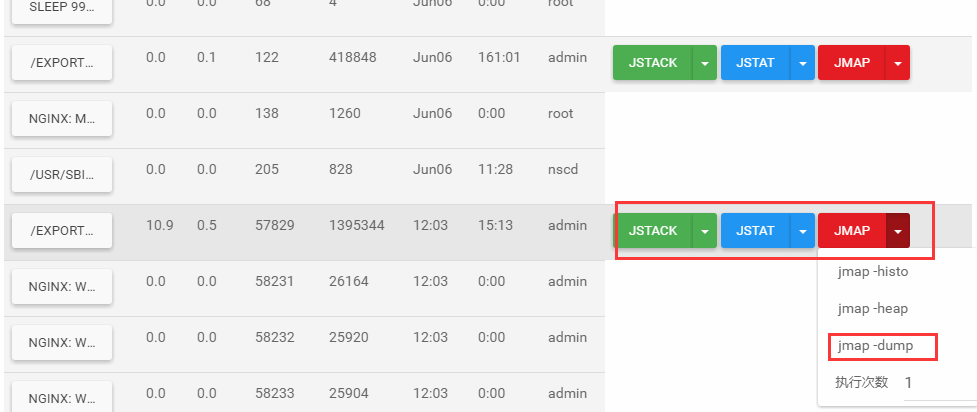 SLEEP 99... 0.0 0.0 68 4 Jun06 0:00 root
/EXPORT... 0.0 0.1 122 418848 Jun06 161:01 admin JSTACK JSTAT JMAP
NGINX: M... 0.0 0.0 138 1260 Jun06 0:00 root
/USR/SBI... 0.0 0.0 205 828 Jun06 11:28 nscd
/EXPORT... 10.9 0.5 57829 1395344 12:03 15:13 admin JSTACK JSTAT JMAP
NGINX: W... 0.0 0.0 58231 26164 12:03 0:00 admin
jmap -histo
jmap -heap
NGINX: W... 0.0 0.0 58232 25920 12:03 0:00 admin
jmap -dump
执行次数 1
NGINX: W... 0.0 0.0 58233 25904 12:03 0:00 admin